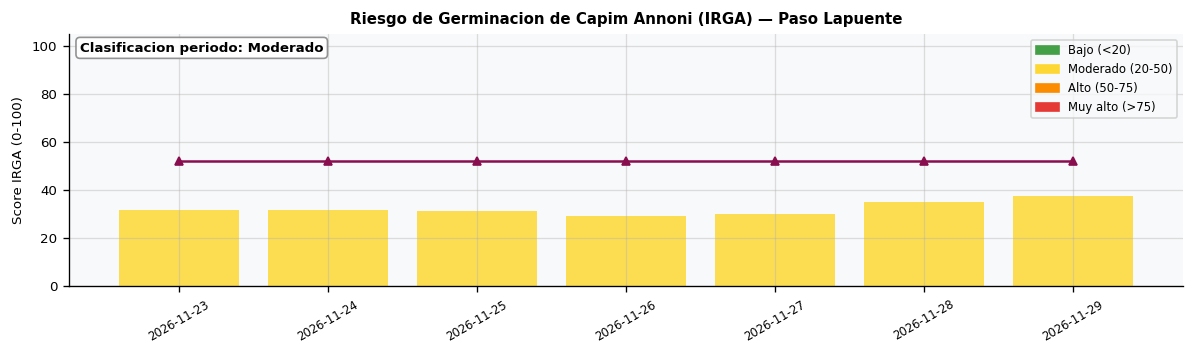 Riesgo de Germinacion de Capim Annoni (IRGA) — Paso Lapuente
Clasificacion periodo: Moderado
Bajo (<20)
Moderado (20-50)
Alto (50-75)
Muy alto (>75)
Score IRGA (0-100)
100
80
60
40
20
0
2026-11-23
2026-11-24
2026-11-25
2026-11-26
2026-11-27
2026-11-28
2026-11-29